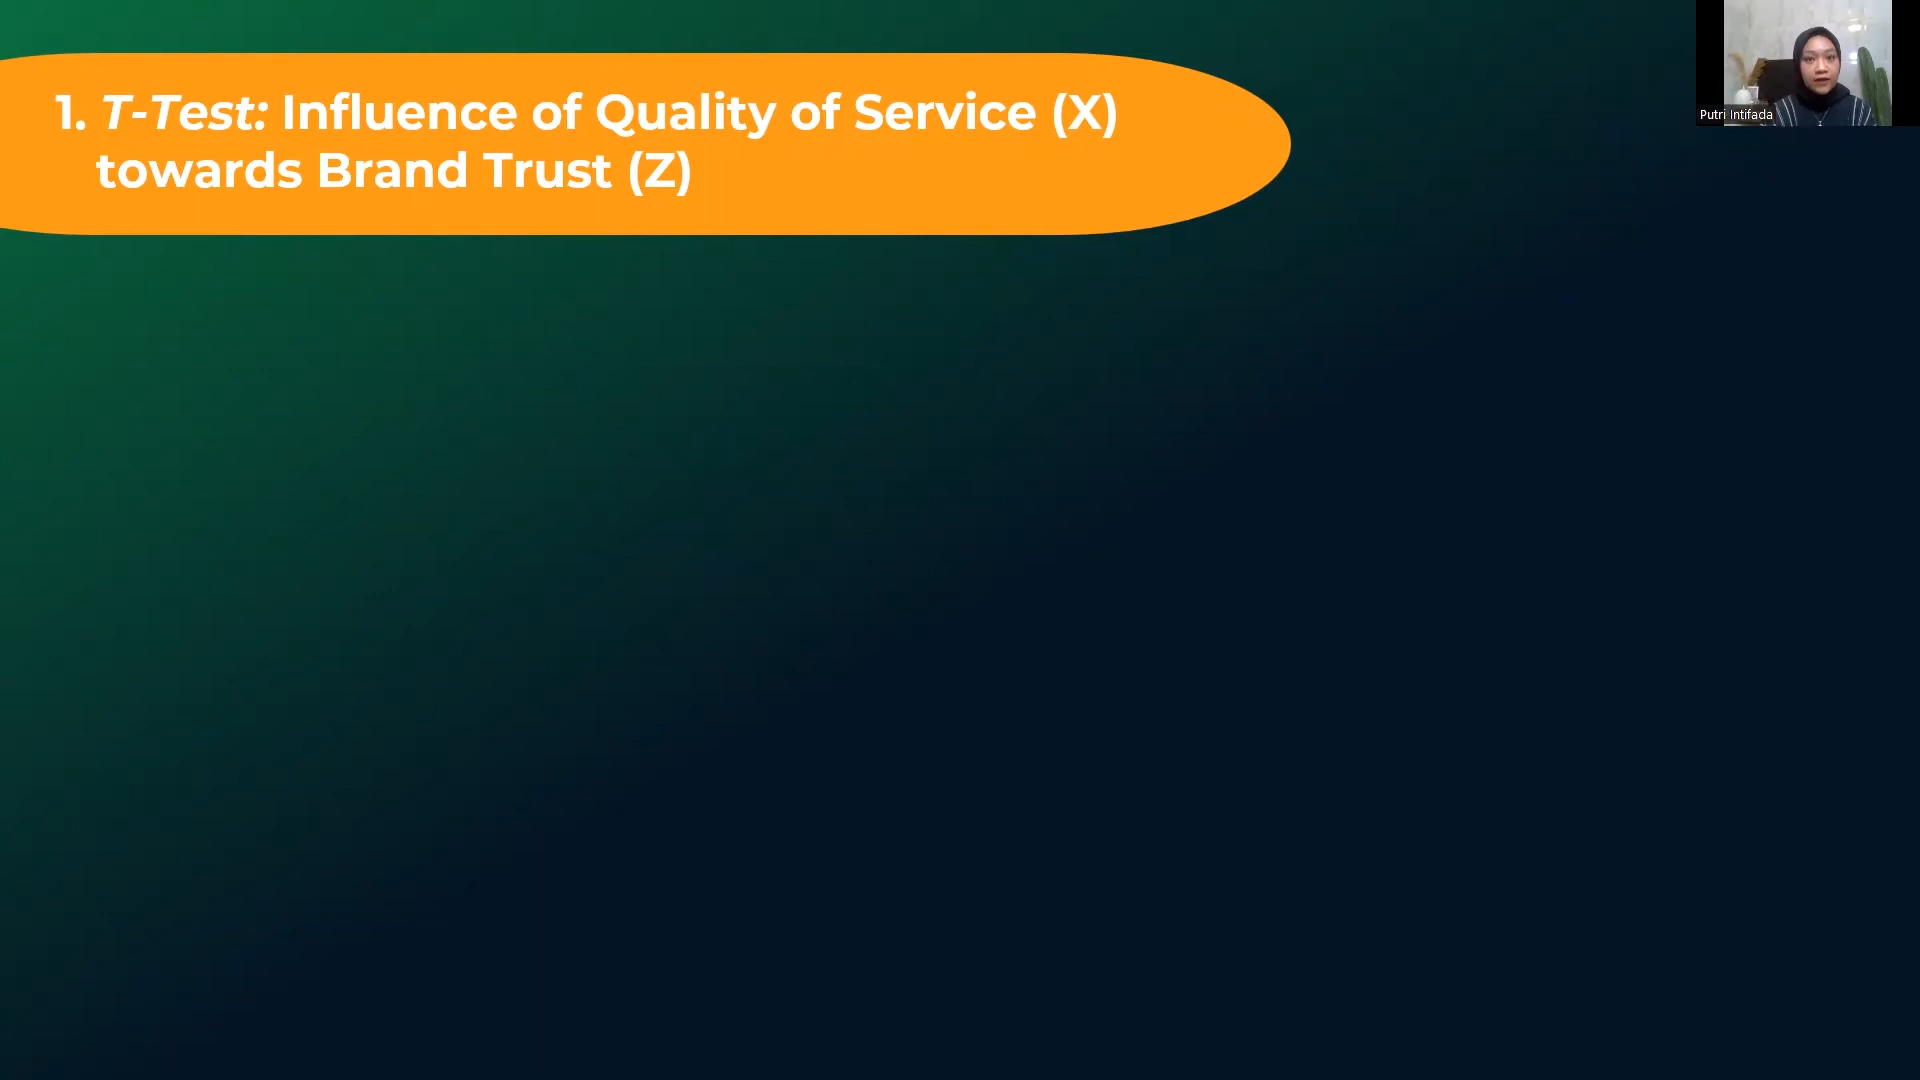 1. T-Test: Influence of Quality of Service (X)
towards Brand Trust (Z)
Putri Intifada